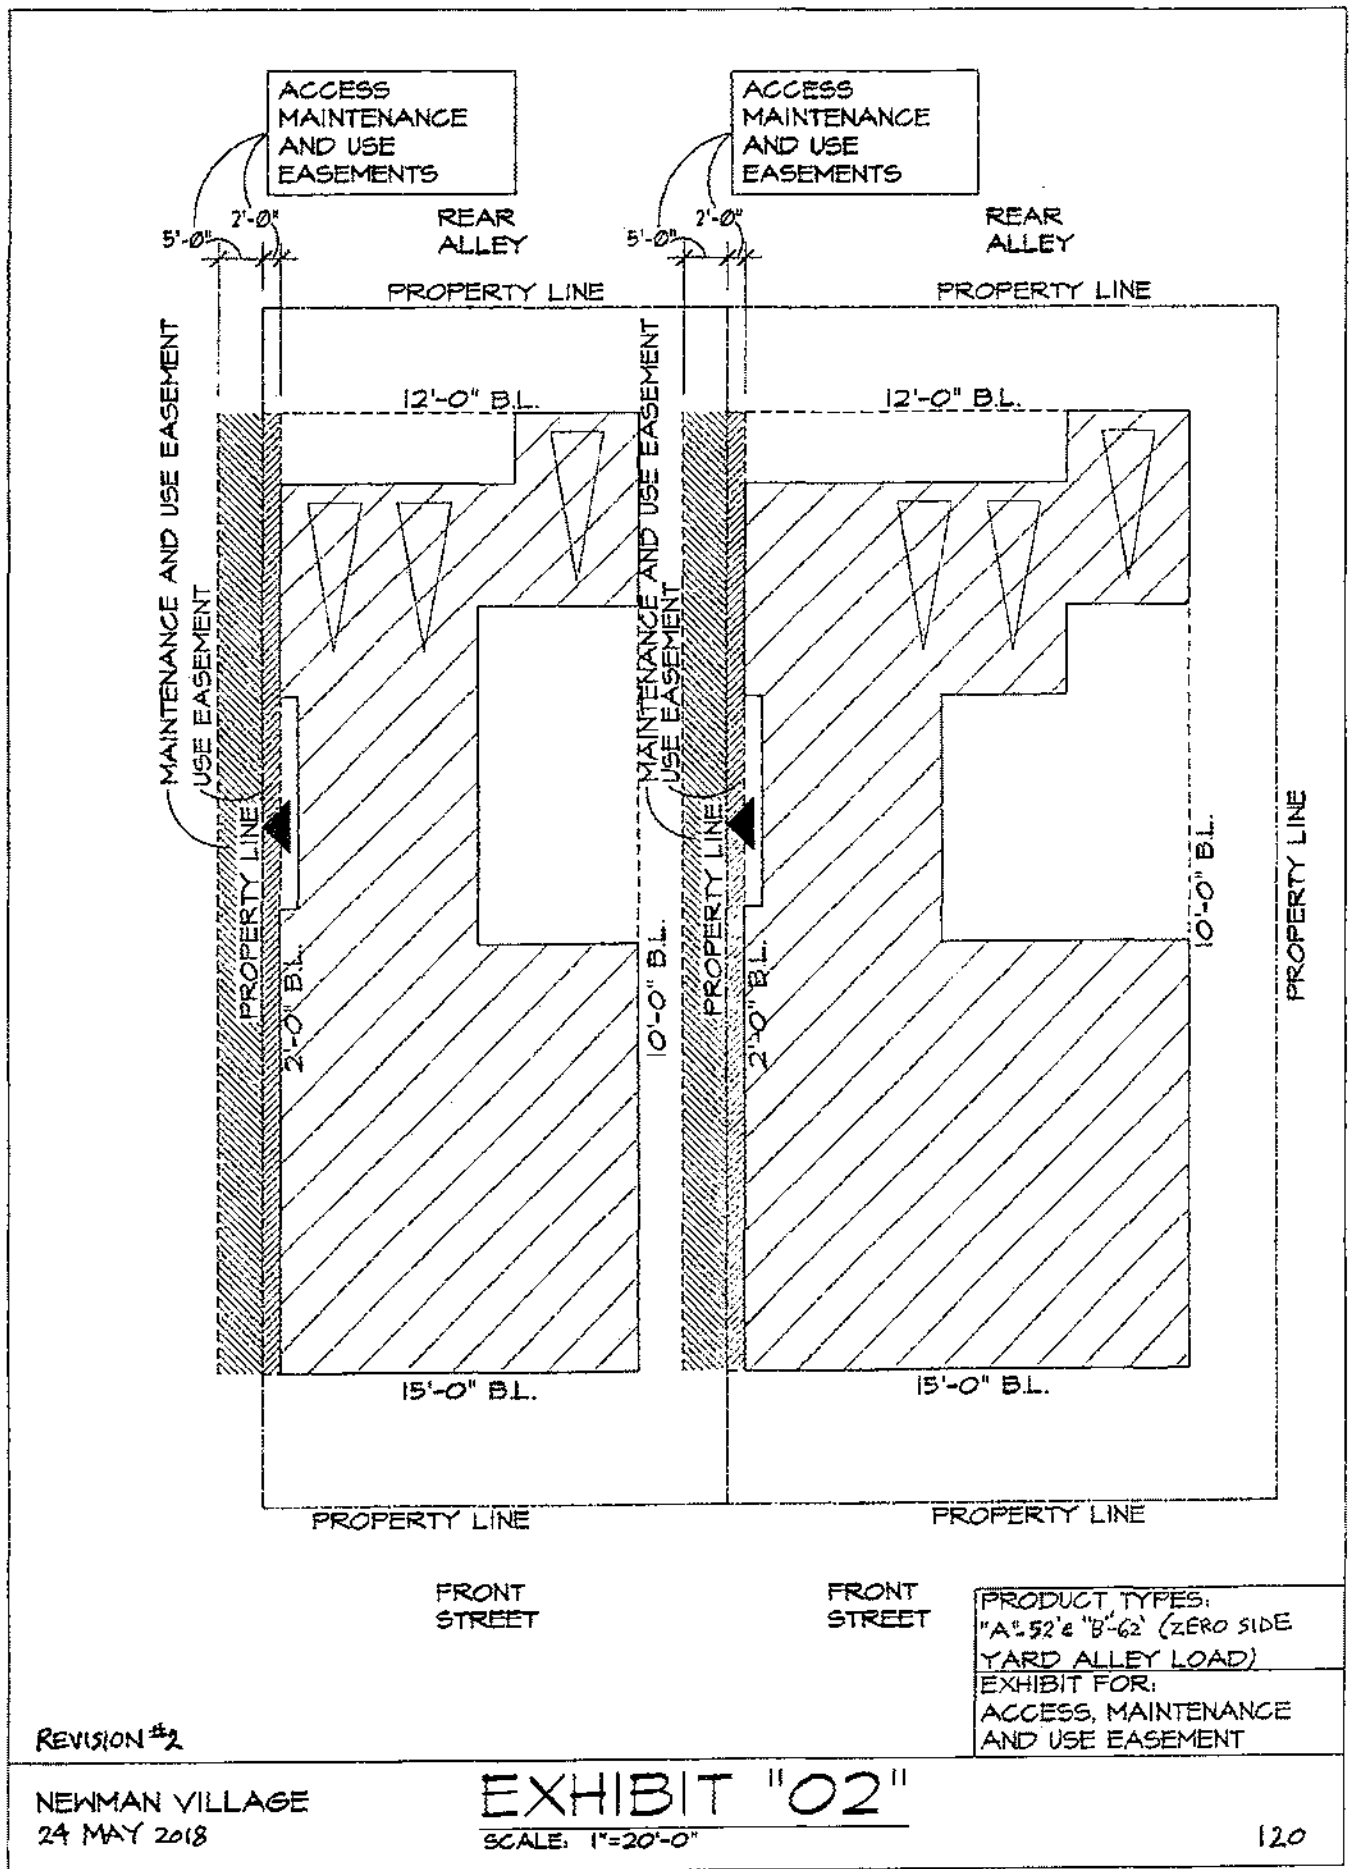 ACCESS
MAINTENANCE
AND USE
EASEMENTS
ACCESS
MAINTENANCE
AND USE
EASEMENTS
5'-0"
2'-0"
REAR
ALLEY
5'-0"
2'-0"
REAR
ALLEY
PROPERTY LINE
PROPERTY LINE
MAINTENANCE AND USE EASEMENT
USE EASEMENT
12'-0" B.L.
MAINTENANCE AND USE EASEMENT
USE EASEMENT
12'-0" B.L.
PROPERTY LINE
2'-0" B.L.
10'-0" B.L.
PROPERTY LINE
2'-0" B.L.
10'-0" B.L.
PROPERTY LINE
15'-0" B.L.
15'-0" B.L.
PROPERTY LINE
PROPERTY LINE
FRONT
STREET
FRONT
STREET
PRODUCT TYPES:
"A"-52' & "B"-62' (ZERO SIDE
YARD ALLEY LOAD)
EXHIBIT FOR:
ACCESS, MAINTENANCE
AND USE EASEMENT
REVISION #2
NEWMAN VILLAGE
24 MAY 2018
EXHIBIT "02"
SCALE: 1"=20'-0"
120